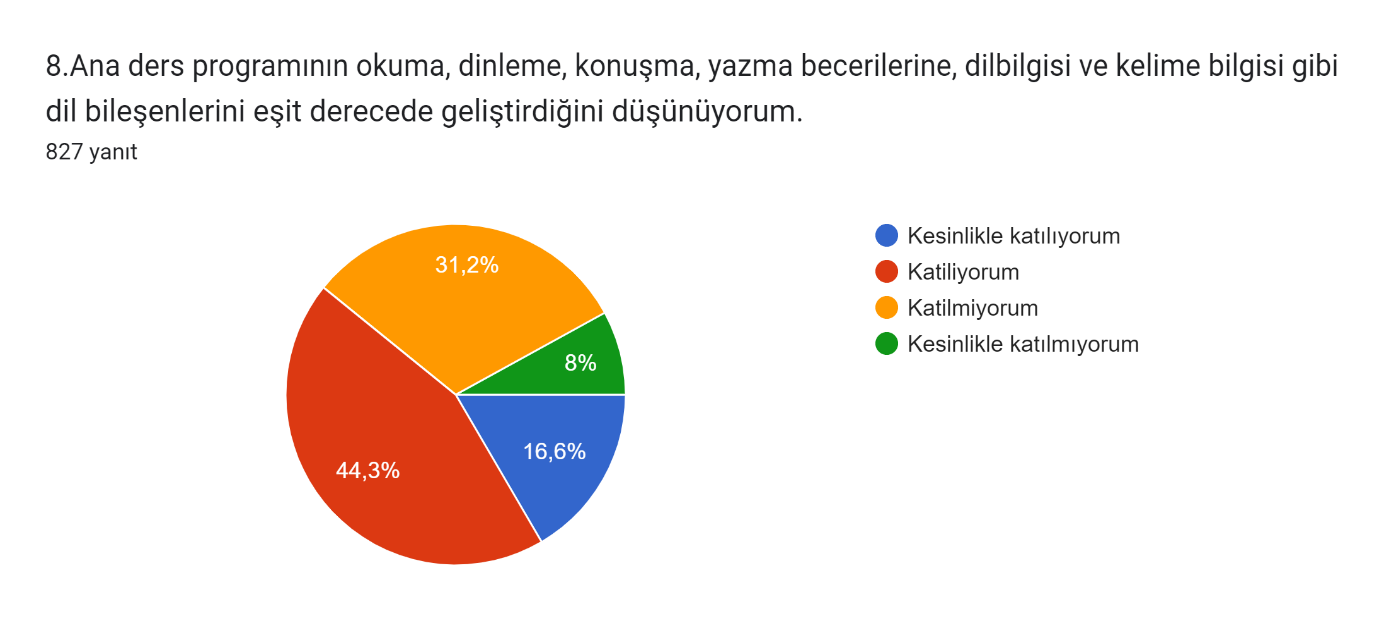 8.Ana ders programının okuma, dinleme, konuşma, yazma becerilerine, dilbilgisi ve kelime bilgisi gibi
dil bileşenlerini eşit derecede geliştirdiğini düşünüyorum.
827 yanıt
Kesinlikle katılıyorum
Katiliyorum
Katilmiyorum
Kesinlikle katılmıyorum
31,2%
8%
16,6%
44,3%